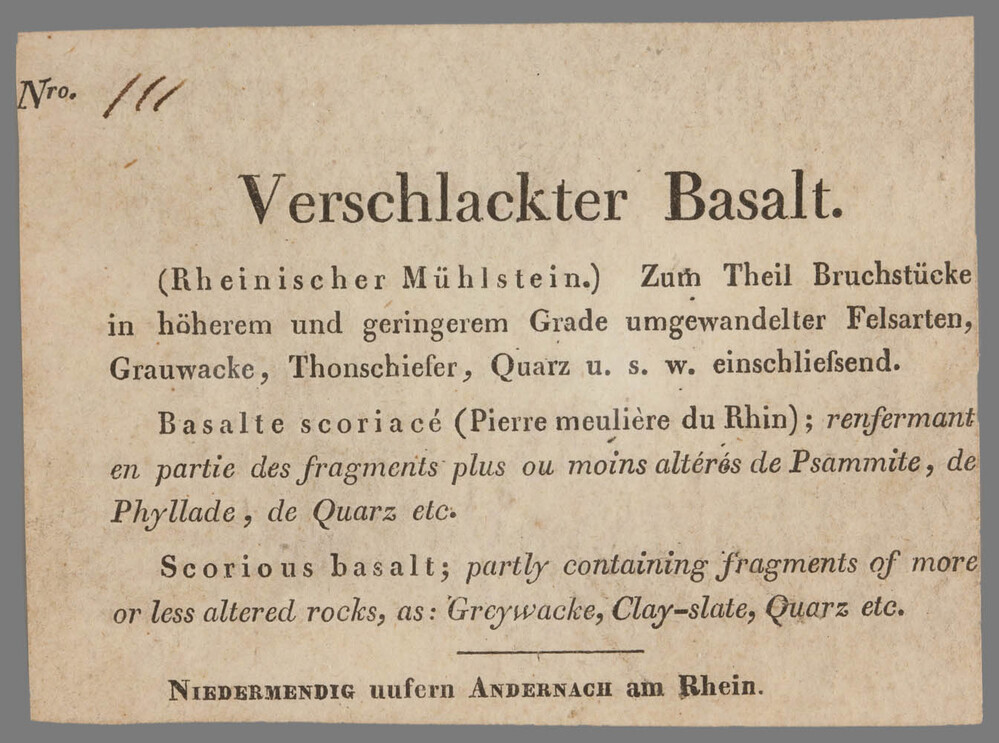 Nro. 111
Verschlackter Basalt.
(Rheinischer Mühlstein.) Zum Theil Bruchstücke
in höherem und geringerem Grade umgewandelter Felsarten,
Grauwacke, Thonschiefer, Quarz u. s. w. einschlieſsend.
Basalte scoriacé (Pierre meulière du Rhin); renfermant
en partie des fragments plus ou moins altérés de Psammite, de
Phyllade, de Quarz etc.
Scorious basalt; partly containing fragments of more
or less altered rocks, as: Greywacke, Clay-slate, Quarz etc.
NIEDERMENDIG uufern ANDERNACH am Rhein.